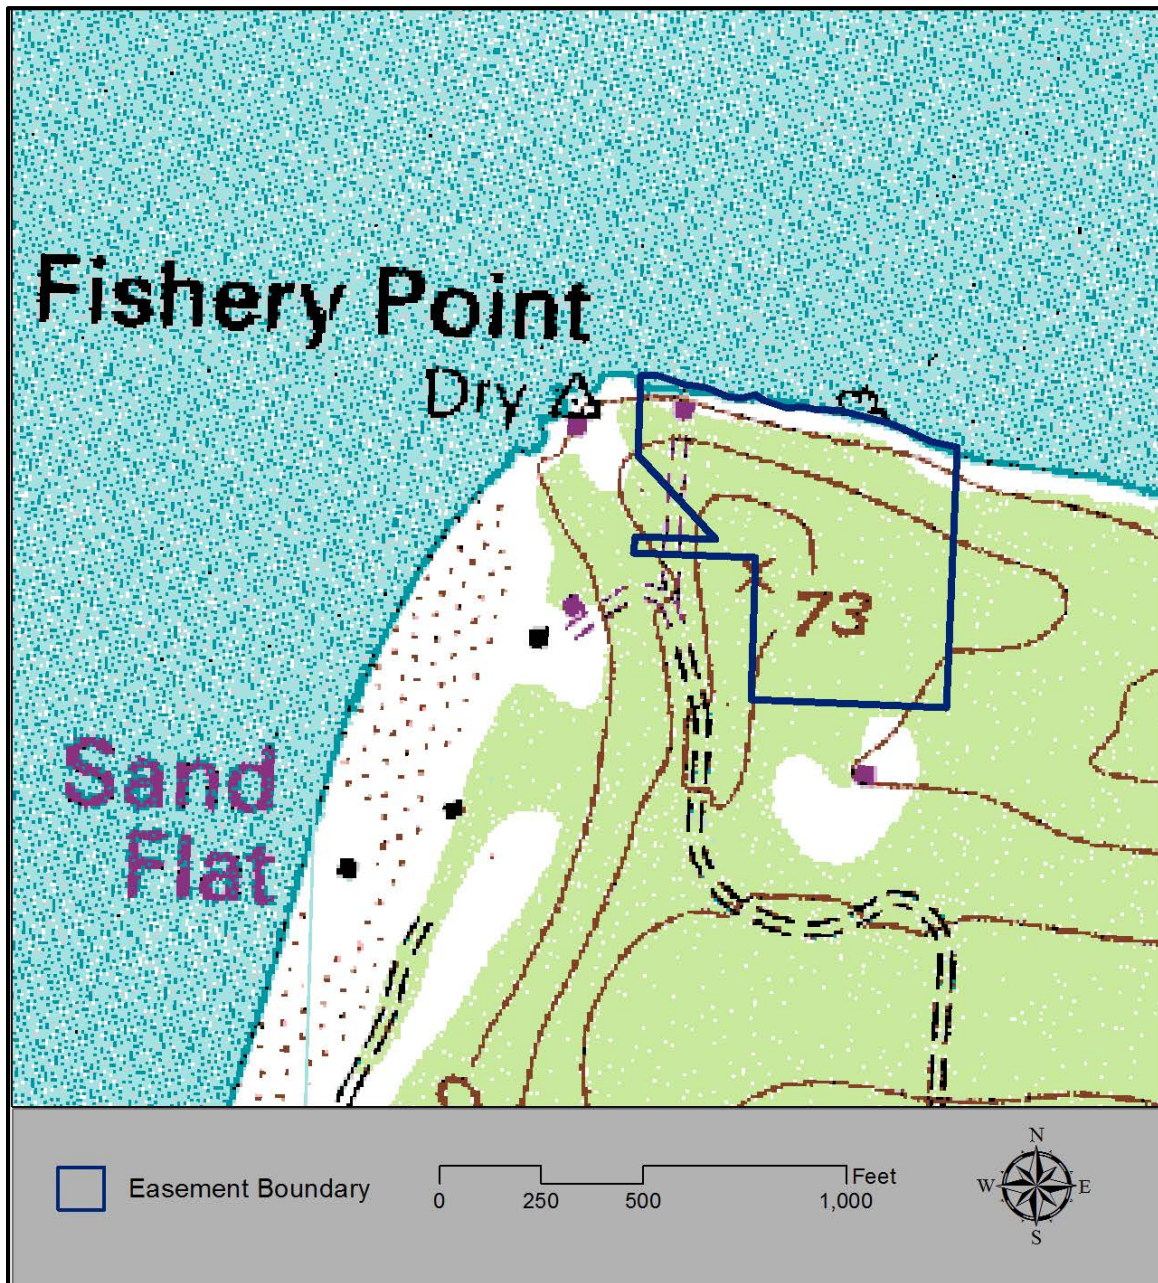 Fishery Point
Dry
73
Sand
Flat
Easement Boundary
0 250 500 1,000 Feet
N
W E
S